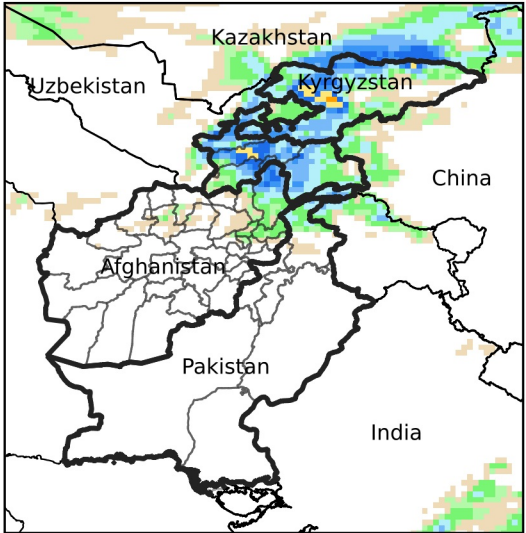 Kazakhstan
Uzbekistan
Kyrgyzstan
China
Afghanistan
Pakistan
India